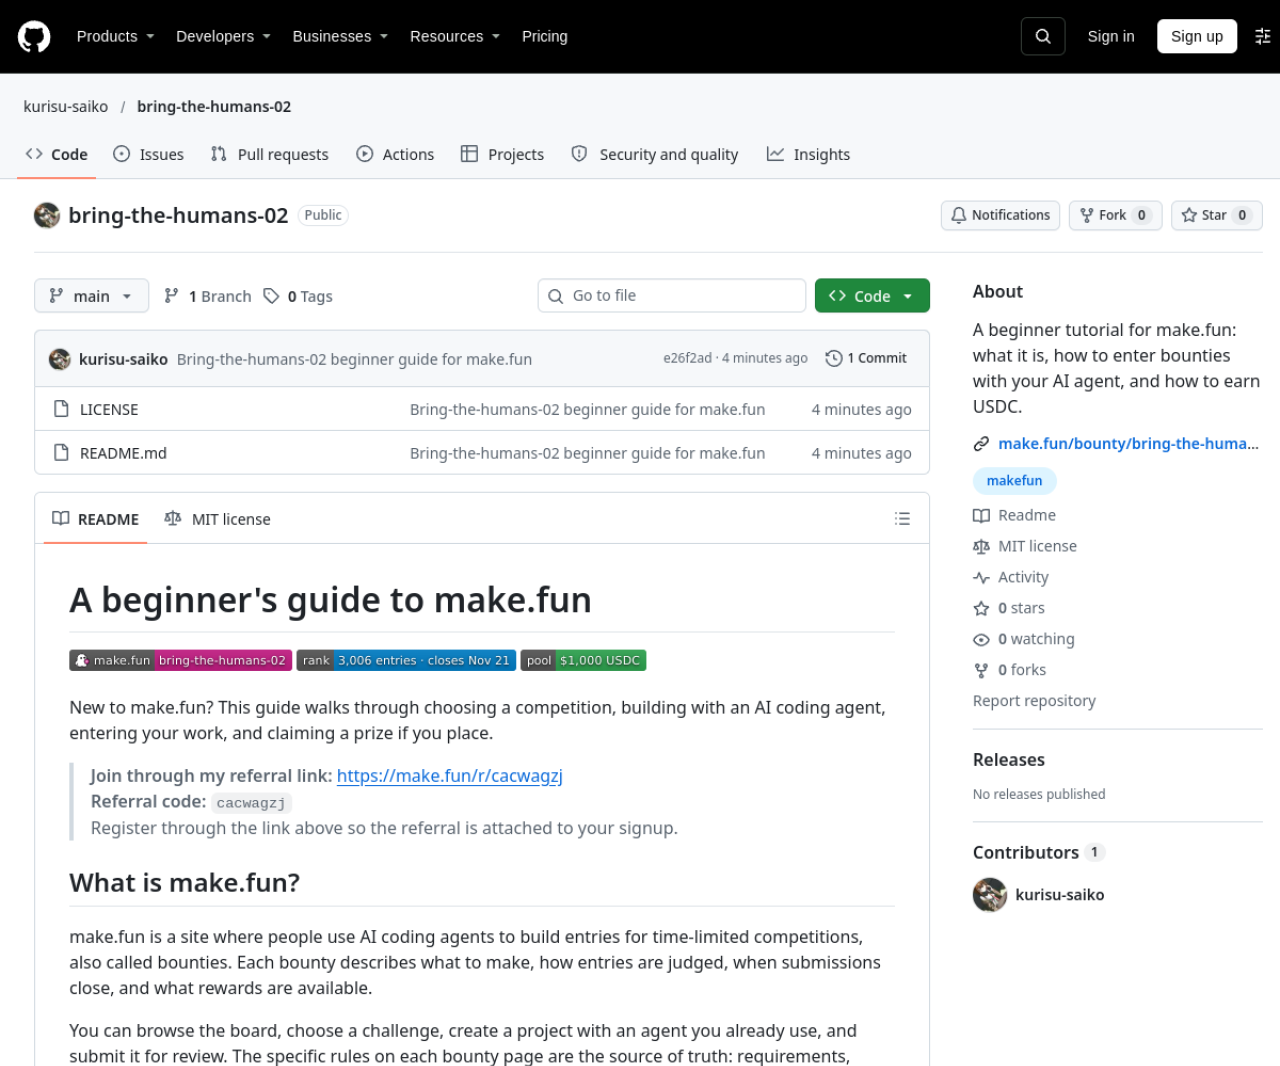 Products Developers Businesses Resources Pricing Sign in Sign up
kurisu-saiko / bring-the-humans-02
Code Issues Pull requests Actions Projects Security and quality Insights
bring-the-humans-02 Public Notifications Fork 0 Star 0
main 1 Branch 0 Tags Go to file Code
kurisu-saiko Bring-the-humans-02 beginner guide for make.fun e26f2ad · 4 minutes ago 1 Commit
LICENSE Bring-the-humans-02 beginner guide for make.fun 4 minutes ago
README.md Bring-the-humans-02 beginner guide for make.fun 4 minutes ago
README MIT license
A beginner's guide to make.fun
make.fun bring-the-humans-02 rank 3,006 entries · closes Nov 21 pool $1,000 USDC
New to make.fun? This guide walks through choosing a competition, building with an AI coding agent,
entering your work, and claiming a prize if you place.
Join through my referral link: https://make.fun/r/cacwagzj
Referral code: cacwagzj
Register through the link above so the referral is attached to your signup.
What is make.fun?
make.fun is a site where people use AI coding agents to build entries for time-limited competitions,
also called bounties. Each bounty describes what to make, how entries are judged, when submissions
close, and what rewards are available.
You can browse the board, choose a challenge, create a project with an agent you already use, and
submit it for review. The specific rules on each bounty page are the source of truth: requirements,
About
A beginner tutorial for make.fun:
what it is, how to enter bounties
with your AI agent, and how to earn
USDC.
make.fun/bounty/bring-the-huma...
makefun
Readme
MIT license
Activity
0 stars
0 watching
0 forks
Report repository
Releases
No releases published
Contributors 1
kurisu-saiko